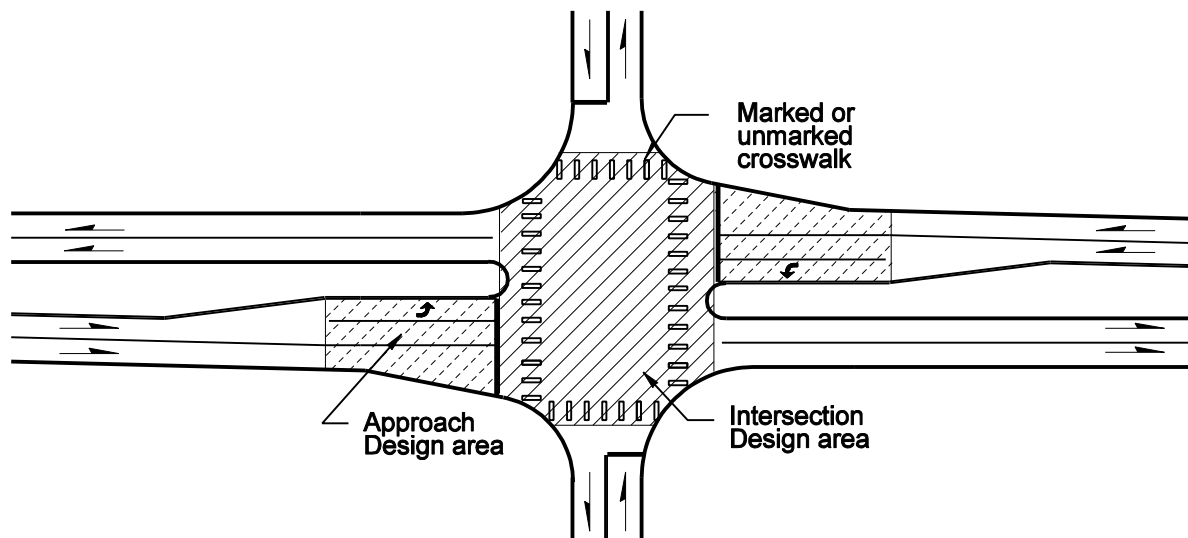 Marked or
unmarked
crosswalk
Approach
Design area
Intersection
Design area